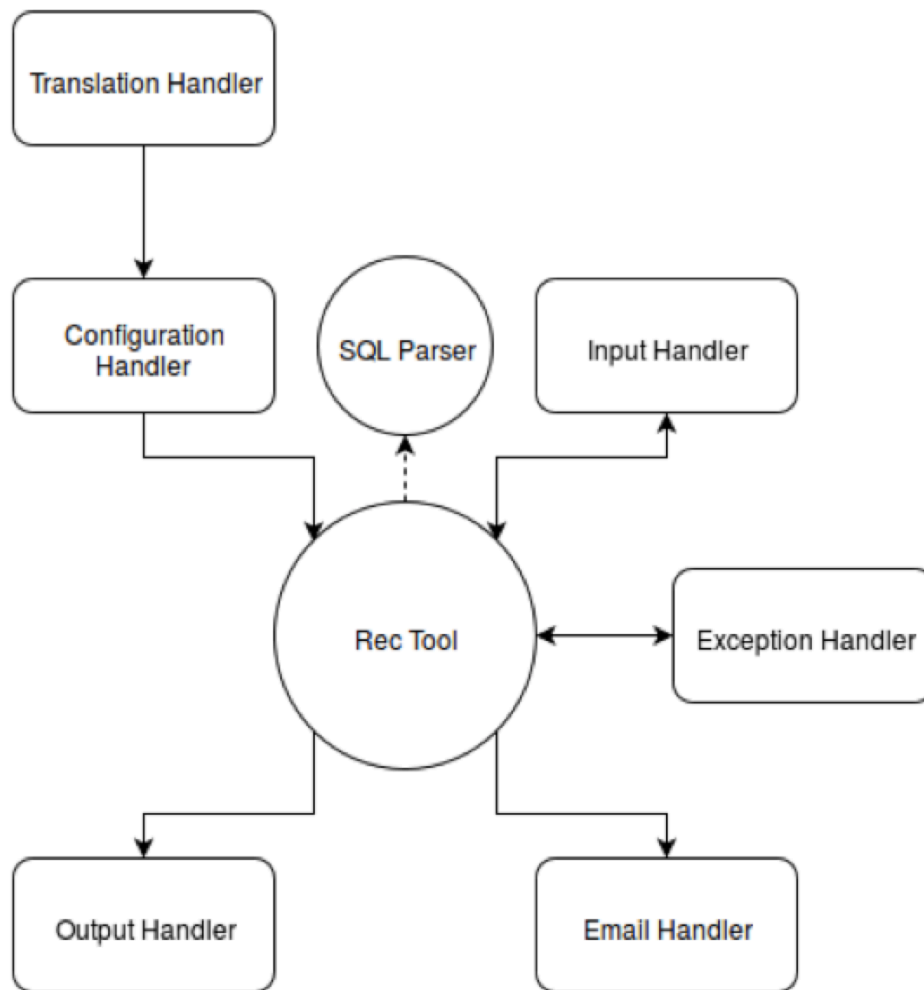 Translation Handler
Configuration
Handler
SQL Parser
Input Handler
Rec Tool
Exception Handler
Output Handler
Email Handler